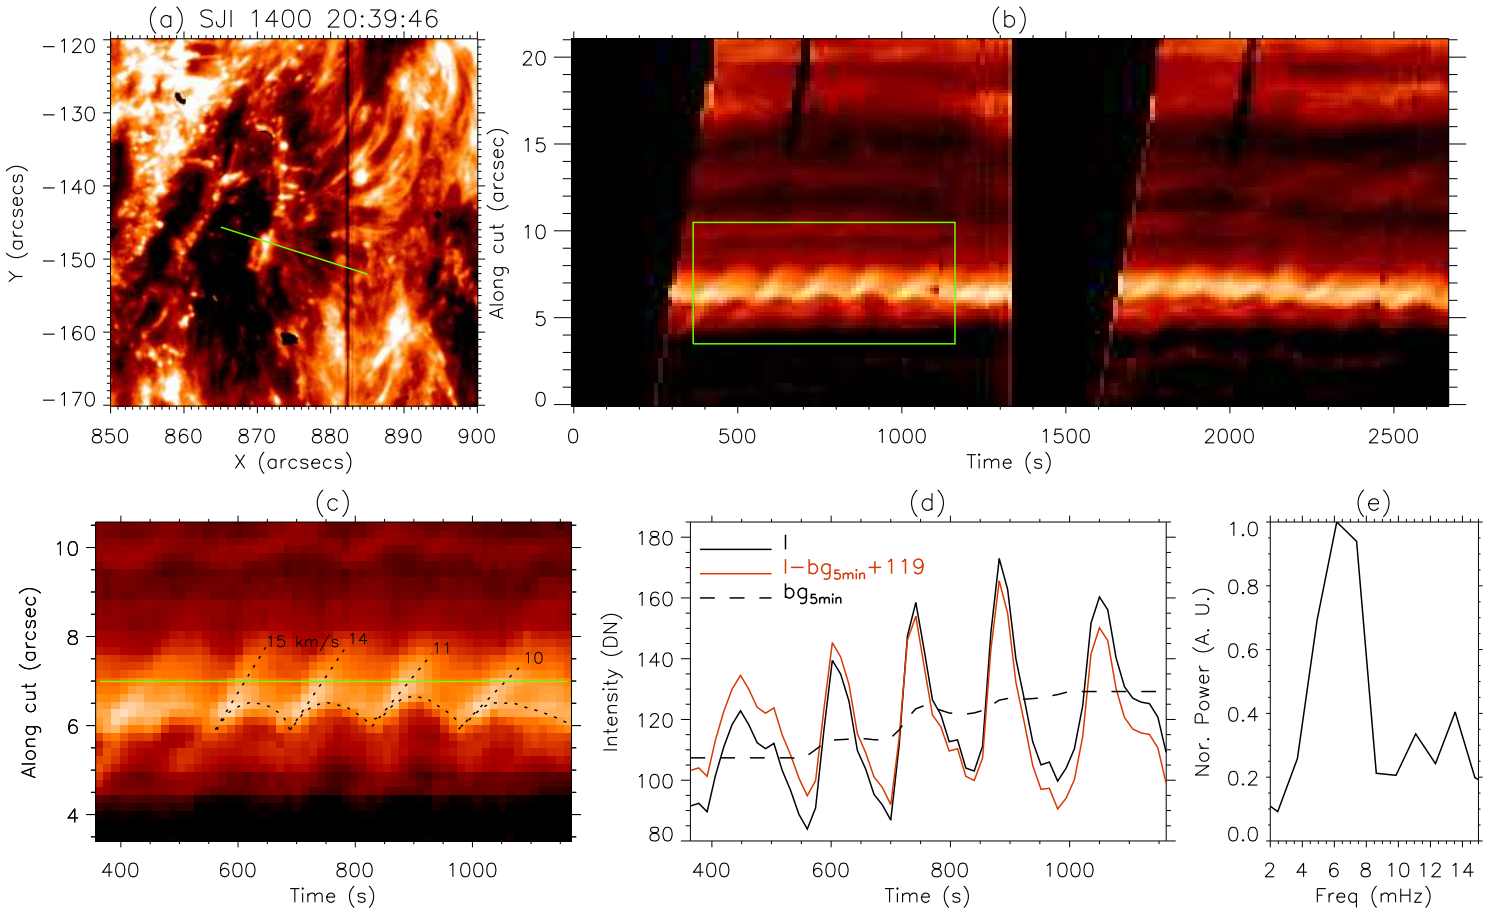 (a) SJI 1400 20:39:46
(b)
−120
−130
−140
−150
−160
−170
Y (arcsecs)
850 860 870 880 890 900
X (arcsecs)
20
15
10
5
0
Along cut (arcsec)
0 500 1000 1500 2000 2500
Time (s)
(c)
10
8
6
4
Along cut (arcsec)
15 km/s 14
11
10
400 600 800 1000
Time (s)
(d)
180
160
140
120
100
80
Intensity (DN)
I
I−bg5min+119
bg5min
400 600 800 1000
Time (s)
(e)
1.0
0.8
0.6
0.4
0.2
0.0
Nor. Power (A. U.)
2 4 6 8 10 12 14
Freq (mHz)